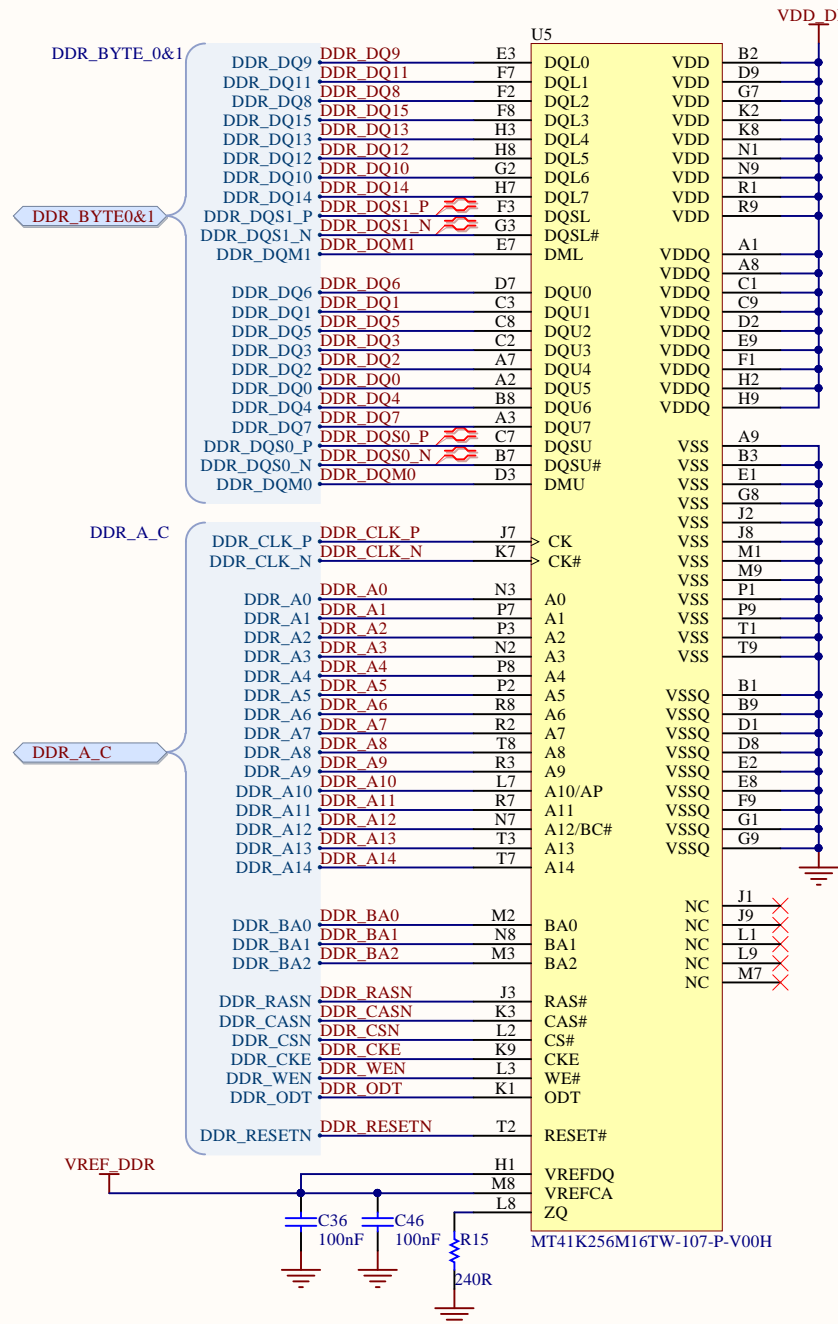 VDD_D
U5
DDR_BYTE_0&1
DDR_BYTE0&1
DDR_DQ9 DDR_DQ9 E3 DQL0 VDD B2
DDR_DQ11 DDR_DQ11 F7 DQL1 VDD D9
DDR_DQ8 DDR_DQ8 F2 DQL2 VDD G7
DDR_DQ15 DDR_DQ15 F8 DQL3 VDD K2
DDR_DQ13 DDR_DQ13 H3 DQL4 VDD K8
DDR_DQ12 DDR_DQ12 H8 DQL5 VDD N1
DDR_DQ10 DDR_DQ10 G2 DQL6 VDD N9
DDR_DQ14 DDR_DQ14 H7 DQL7 VDD R1
DDR_DQS1_P DDR_DQS1_P F3 DQSL VDD R9
DDR_DQS1_N DDR_DQS1_N G3 DQSL#
DDR_DQM1 DDR_DQM1 E7 DML VDDQ A1
VDDQ A8
DDR_DQ6 DDR_DQ6 D7 DQU0 VDDQ C1
DDR_DQ1 DDR_DQ1 C3 DQU1 VDDQ C9
DDR_DQ5 DDR_DQ5 C8 DQU2 VDDQ D2
DDR_DQ3 DDR_DQ3 C2 DQU3 VDDQ E9
DDR_DQ2 DDR_DQ2 A7 DQU4 VDDQ F1
DDR_DQ0 DDR_DQ0 A2 DQU5 VDDQ H2
DDR_DQ4 DDR_DQ4 B8 DQU6 VDDQ H9
DDR_DQ7 DDR_DQ7 A3 DQU7
DDR_DQS0_P DDR_DQS0_P C7 DQSU VSS A9
DDR_DQS0_N DDR_DQS0_N B7 DQSU# VSS B3
DDR_DQM0 DDR_DQM0 D3 DMU VSS E1
VSS G8
DDR_A_C
VSS J2
DDR_CLK_P DDR_CLK_P J7 CK VSS J8
DDR_CLK_N DDR_CLK_N K7 CK# VSS M1
VSS M9
DDR_A0 DDR_A0 N3 A0 VSS P1
DDR_A1 DDR_A1 P7 A1 VSS P9
DDR_A2 DDR_A2 P3 A2 VSS T1
DDR_A3 DDR_A3 N2 A3 VSS T9
DDR_A4 DDR_A4 P8 A4
DDR_A5 DDR_A5 P2 A5 VSSQ B1
DDR_A6 DDR_A6 R8 A6 VSSQ B9
DDR_A7 DDR_A7 R2 A7 VSSQ D1
DDR_A_C
DDR_A8 DDR_A8 T8 A8 VSSQ D8
DDR_A9 DDR_A9 R3 A9 VSSQ E2
DDR_A10 DDR_A10 L7 A10/AP VSSQ E8
DDR_A11 DDR_A11 R7 A11 VSSQ F9
DDR_A12 DDR_A12 N7 A12/BC# VSSQ G1
DDR_A13 DDR_A13 T3 A13 VSSQ G9
DDR_A14 DDR_A14 T7 A14
NC J1
DDR_BA0 DDR_BA0 M2 BA0 NC J9
DDR_BA1 DDR_BA1 N8 BA1 NC L1
DDR_BA2 DDR_BA2 M3 BA2 NC L9
NC M7
DDR_RASN DDR_RASN J3 RAS#
DDR_CASN DDR_CASN K3 CAS#
DDR_CSN DDR_CSN L2 CS#
DDR_CKE DDR_CKE K9 CKE
DDR_WEN DDR_WEN L3 WE#
DDR_ODT DDR_ODT K1 ODT
DDR_RESETN DDR_RESETN T2 RESET#
VREF_DDR
H1 VREFDQ
M8 VREFCA
L8 ZQ
C36 C46 R15
100nF 100nF
240R
MT41K256M16TW-107-P-V00H